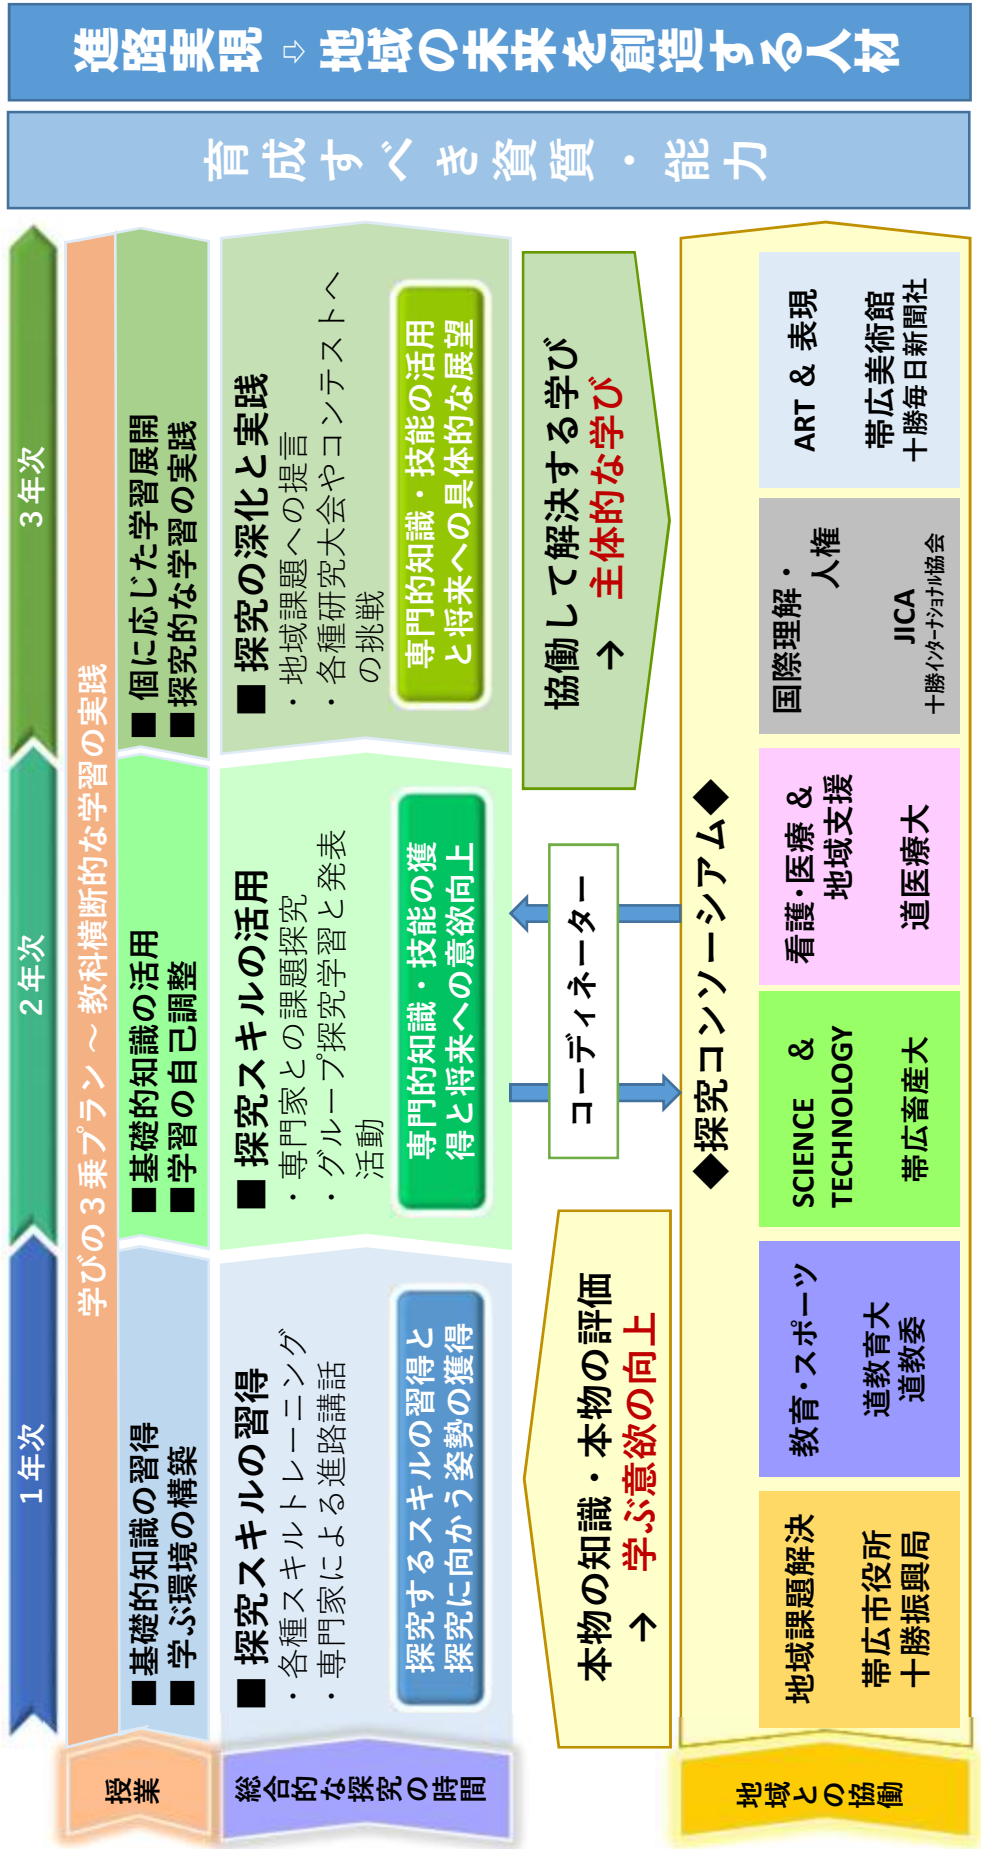 進路実現 ⇨ 地域の未来を創造する人材
育成すべき資質・能力
1年次
2年次
3年次
授業
学びの3乗プラン ～ 教科横断的な学習の実践
■基礎的知識の習得
■ 学ぶ環境の構築
■基礎的知識の活用
■学習の自己調整
■ 個に応じた学習展開
■探究的な学習の実践
総合的な探究の時間
■ 探究スキルの習得
・各種スキルトレーニング
・専門家による進路講話
探究するスキルの習得と
探究に向かう姿勢の獲得
■ 探究スキルの活用
・専門家との課題探究
・グループ探究学習と発表
活動
専門的知識・技能の獲
得と将来への意欲向上
■ 探究の深化と実践
・地域課題への提言
・各種研究大会やコンテストへ
の挑戦
専門的知識・技能の活用
と将来への具体的な展望
本物の知識・本物の評価
→ 学ぶ意欲の向上
コーディネーター
協働して解決する学び
→ 主体的な学び
地域との協働
◆探究コンソーシアム◆
地域課題解決
帯広市役所
十勝振興局
教育・スポーツ
道教育大
道教委
SCIENCE &
TECHNOLOGY
帯広畜産大
看護・医療 &
地域支援
道医療大
国際理解・
人権
JICA
十勝インターナショナル協会
ART & 表現
帯広美術館
十勝毎日新聞社